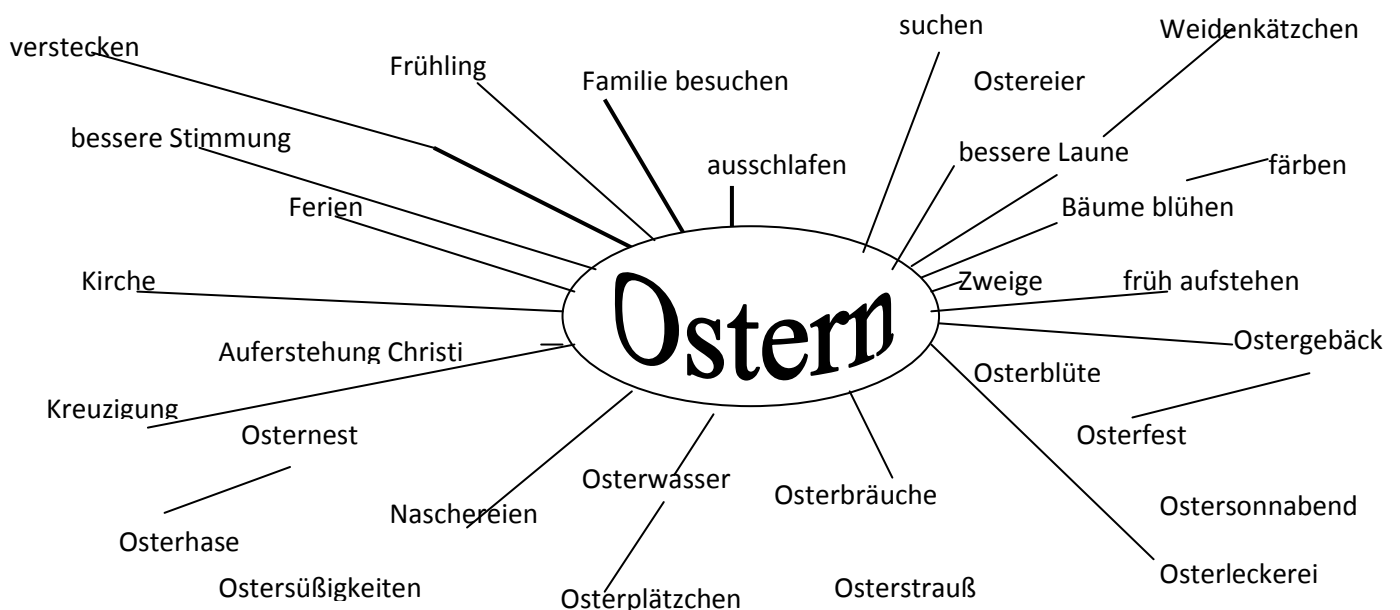 suchen
Weidenkätzchen
verstecken
Frühling
Familie besuchen
Ostereier
bessere Stimmung
ausschlafen
bessere Laune
färben
Ferien
Bäume blühen
Kirche
Zweige
früh aufstehen
Ostern
Auferstehung Christi
Ostergebäck
Osterblüte
Kreuzigung
Osternest
Osterfest
Osterwasser
Osterbräuche
Naschereien
Ostersonnabend
Osterhase
Ostersüßigkeiten
Osterplätzchen
Osterstrauß
Osterleckerei